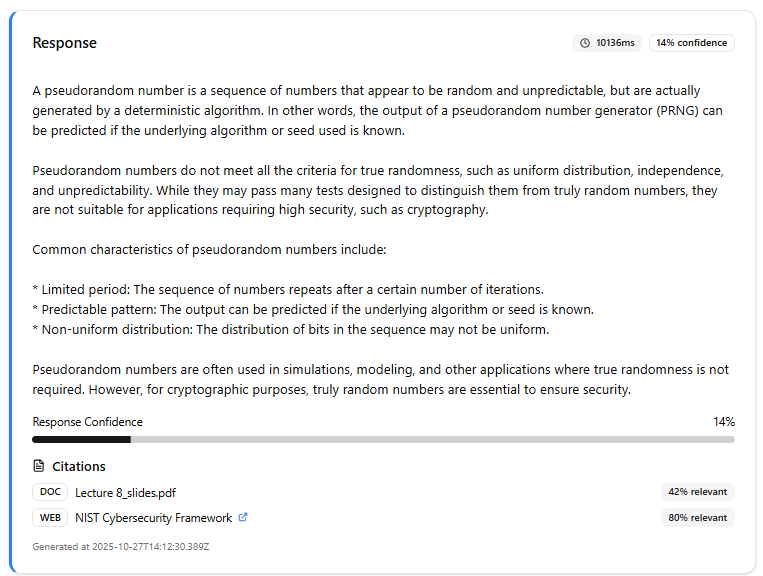 Response
10136ms
14% confidence
A pseudorandom number is a sequence of numbers that appear to be random and unpredictable, but are actually
generated by a deterministic algorithm. In other words, the output of a pseudorandom number generator (PRNG) can
be predicted if the underlying algorithm or seed used is known.
Pseudorandom numbers do not meet all the criteria for true randomness, such as uniform distribution, independence,
and unpredictability. While they may pass many tests designed to distinguish them from truly random numbers, they
are not suitable for applications requiring high security, such as cryptography.
Common characteristics of pseudorandom numbers include:
* Limited period: The sequence of numbers repeats after a certain number of iterations.
* Predictable pattern: The output can be predicted if the underlying algorithm or seed is known.
* Non-uniform distribution: The distribution of bits in the sequence may not be uniform.
Pseudorandom numbers are often used in simulations, modeling, and other applications where true randomness is not
required. However, for cryptographic purposes, truly random numbers are essential to ensure security.
Response Confidence
14%
Citations
DOC Lecture 8_slides.pdf
42% relevant
WEB NIST Cybersecurity Framework
80% relevant
Generated at 2025-10-27T14:12:30.389Z